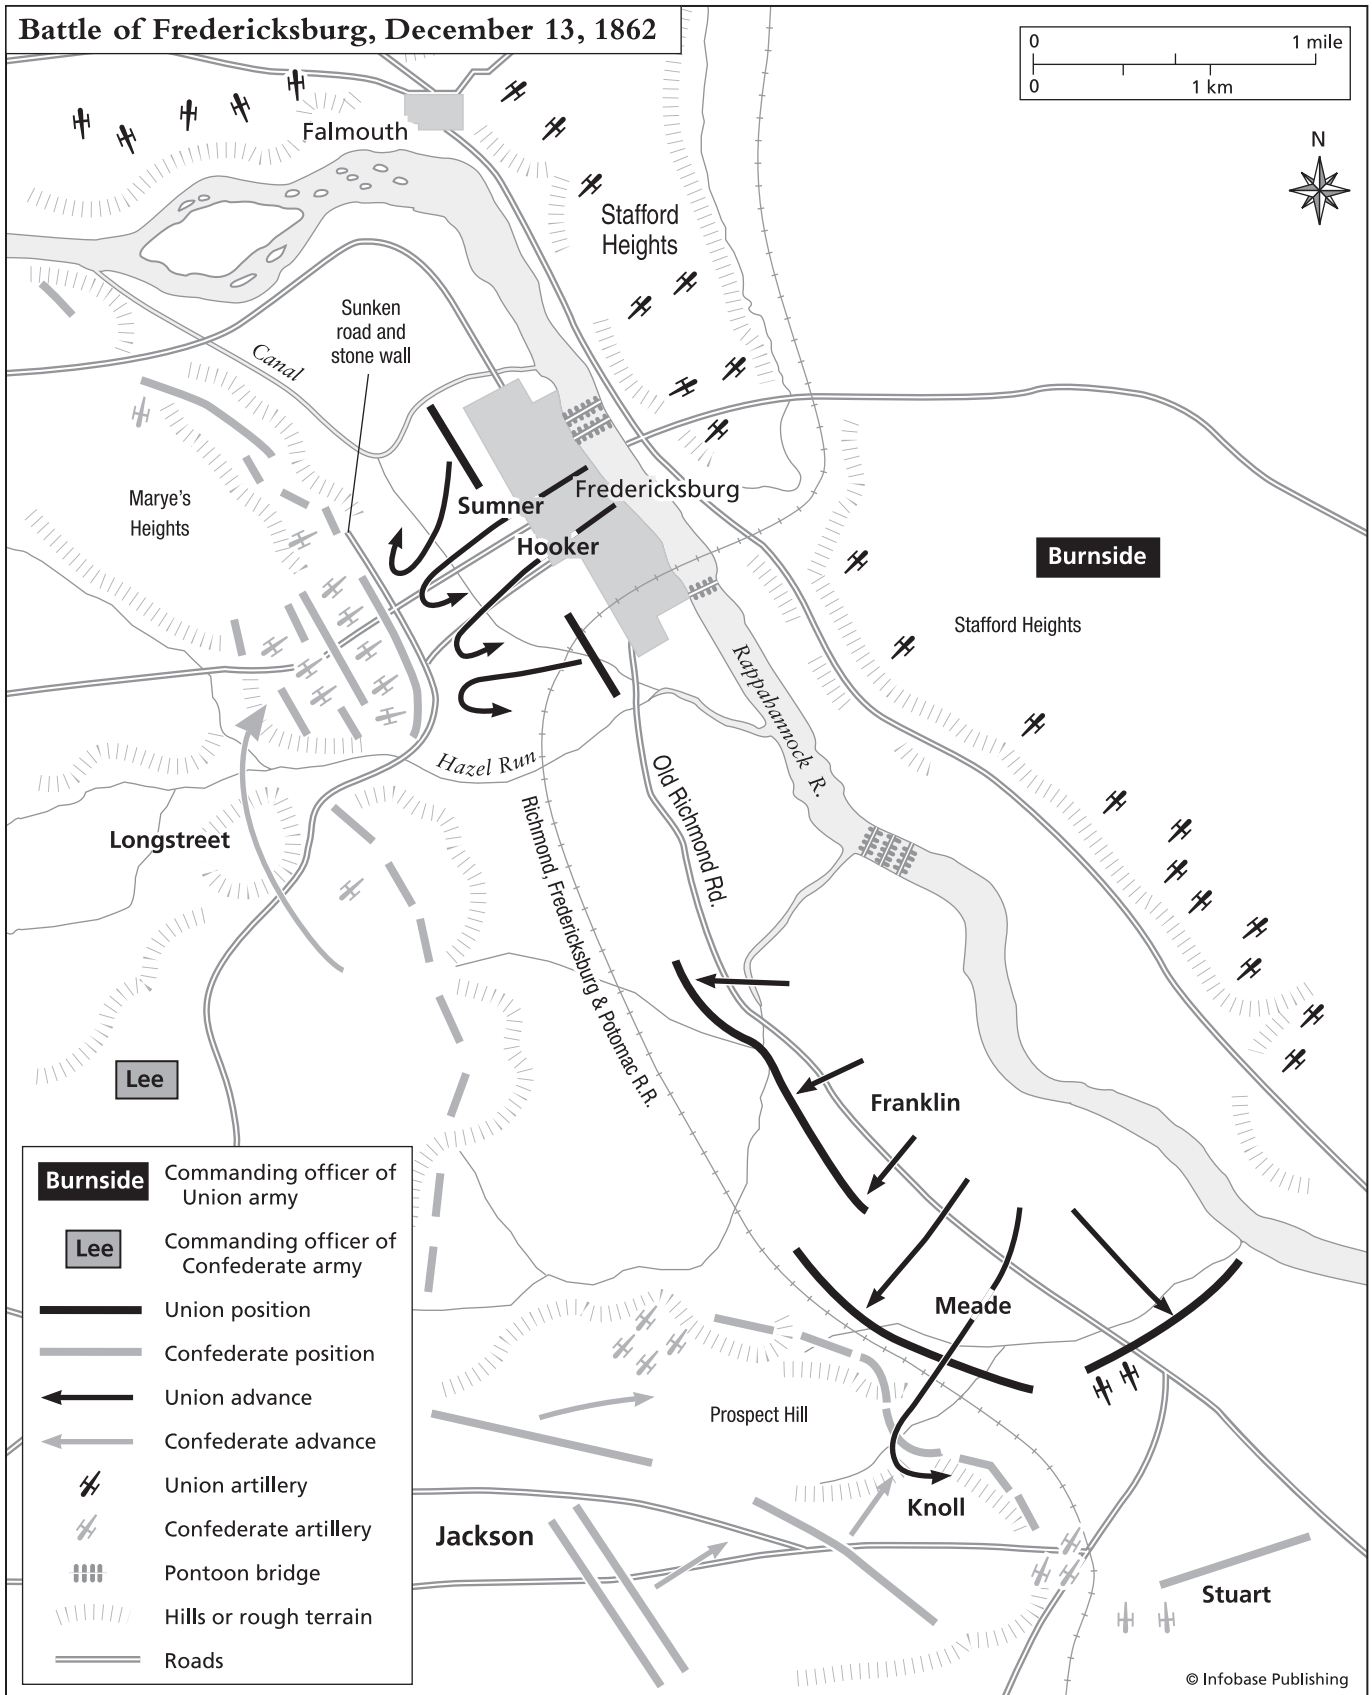 Battle of Fredericksburg, December 13, 1862
0 1 mile
0 1 km
N
Falmouth
Stafford
Heights
Sunken
road and
stone wall
Canal
Marye's
Heights
Sumner
Fredericksburg
Hooker
Burnside
Stafford Heights
Rappahannock R.
Hazel Run
Old Richmond Rd.
Richmond, Fredericksburg & Potomac R.R.
Longstreet
Lee
Franklin
Meade
Prospect Hill
Knoll
Jackson
Stuart
Burnside Commanding officer of
Union army
Lee Commanding officer of
Confederate army
Union position
Confederate position
Union advance
Confederate advance
Union artillery
Confederate artillery
Pontoon bridge
Hills or rough terrain
Roads
© Infobase Publishing